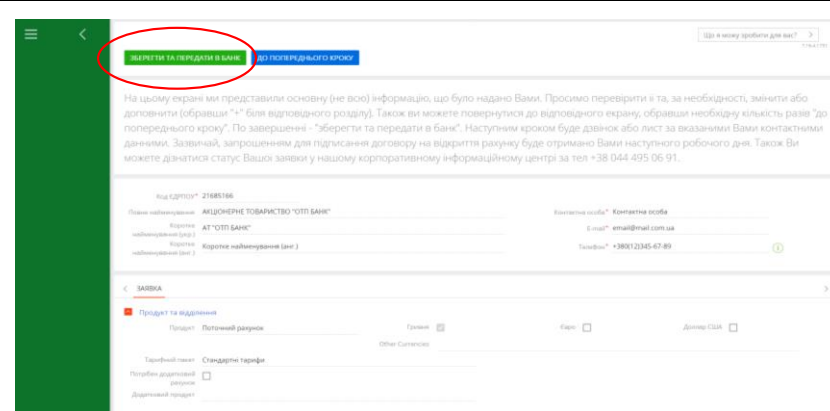 Що я можу зробити для вас?
ЗБЕРЕГТИ ТА ПЕРЕДАТИ В БАНК
ДО ПОПЕРЕДНЬОГО КРОКУ
На цьому екрані ми представили основну (не всю) інформацію, що було надано Вами. Просимо перевірити її та, за необхідності, змінити або
доповнити (обравши "+" біля відповідного розділу). Також ви можете повернутися до відповідного екрану, обравши необхідну кількість разів "до
попереднього кроку". По завершенні - "зберегти та передати в банк". Наступним кроком буде дзвінок або лист за вказаними Вами контактними
данними. Зазвичай, запрошенням для підписання договору на відкриття рахунку буде отримано Вами наступного робочого дня. Також Ви
можете дізнатися статус Вашої заявки у нашому корпоративному інформаційному центрі за тел +38 044 495 06 91.
Код ЄДРПОУ* 21685166
Повне найменування АКЦІОНЕРНЕ ТОВАРИСТВО "ОТП БАНК" Контактна особа* Контактна особа
Коротке найменування (укр.) АТ "ОТП БАНК" E-mail* email@mail.com.ua
Коротке найменування (анг.) Коротке найменування (анг.) Телефон* +380(12)345-67-89
ЗАЯВКА
Продукт та відділення
Продукт Поточний рахунок Гривня Євро Доллар США
Other Currencies
Тарифний пакет Стандартні тарифи
Потрібен додатковий рахунок
Додатковий продукт